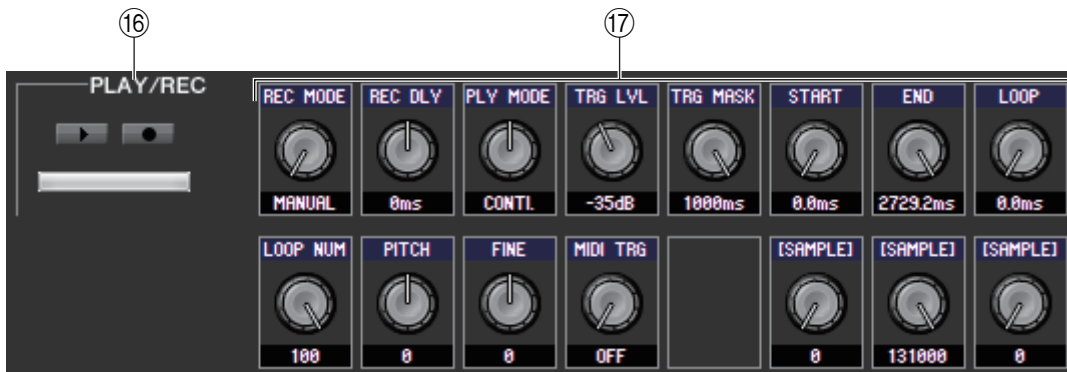 ⑯ ⑰
PLAY/REC
REC MODE REC DLY PLY MODE TRG LVL TRG MASK START END LOOP
MANUAL 0ms CONTI. -35dB 1000ms 0.0ms 2729.2ms 0.0ms
LOOP NUM PITCH FINE MIDI TRG [SAMPLE] [SAMPLE] [SAMPLE]
100 0 0 OFF 0 131000 0